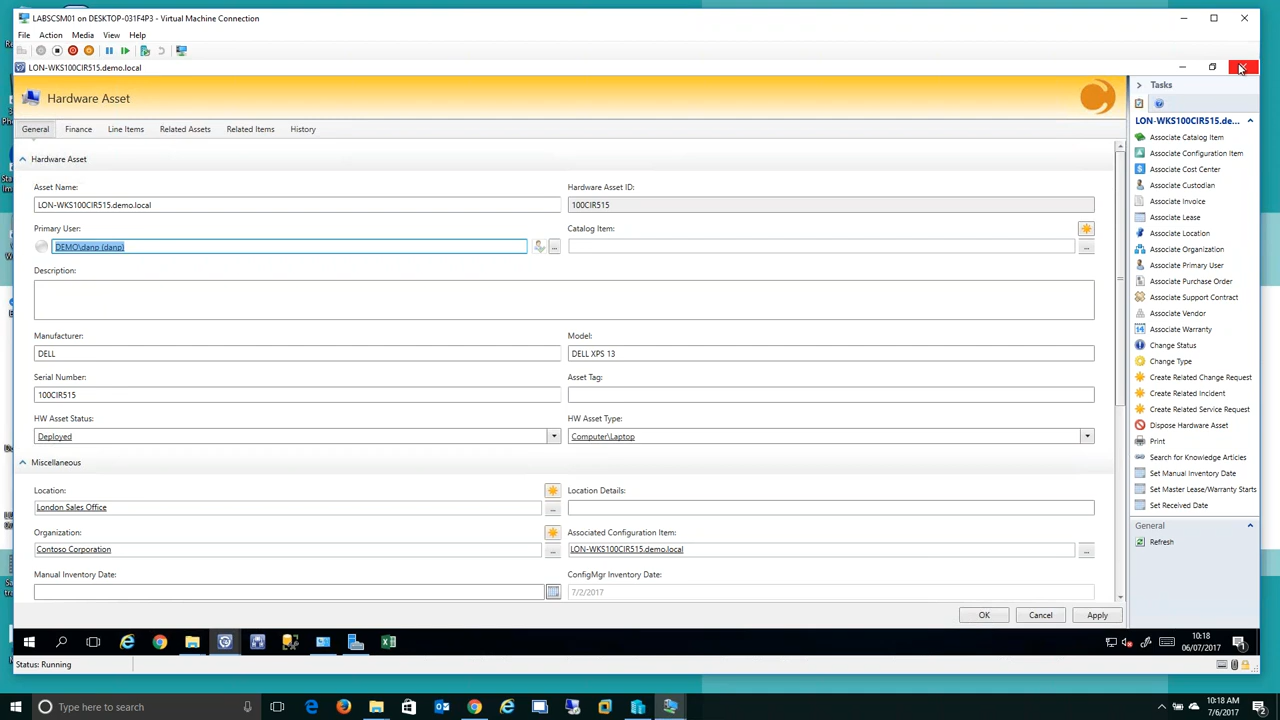 LABSCSM01 on DESKTOP-031F4P3 - Virtual Machine Connection
File Action Media View Help
LON-WKS100CIR515.demo.local
Hardware Asset
General Finance Line Items Related Assets Related Items History
Hardware Asset
Asset Name: Hardware Asset ID:
LON-WKS100CIR515.demo.local 100CIR515
Primary User: Catalog Item:
DEMO\danp (danp) ... ...
Description:
Manufacturer: Model:
DELL DELL XPS 13
Serial Number: Asset Tag:
100CIR515
HW Asset Status: HW Asset Type:
Deployed Computer\Laptop
Miscellaneous
Location: Location Details:
London Sales Office ...
Organization: Associated Configuration Item:
Contoso Corporation ... LON-WKS100CIR515.demo.local ...
Manual Inventory Date: ConfigMgr Inventory Date:
7/2/2017
OK Cancel Apply
Tasks
LON-WKS100CIR515.de...
Associate Catalog Item
Associate Configuration Item
Associate Cost Center
Associate Custodian
Associate Invoice
Associate Lease
Associate Location
Associate Organization
Associate Primary User
Associate Purchase Order
Associate Support Contract
Associate Vendor
Associate Warranty
Change Status
Change Type
Create Related Change Request
Create Related Incident
Create Related Service Request
Dispose Hardware Asset
Print
Search for Knowledge Articles
Set Manual Inventory Date
Set Master Lease/Warranty Starts
Set Received Date
General
Refresh
10:18
06/07/2017
Status: Running
Type here to search
10:18 AM
7/6/2017